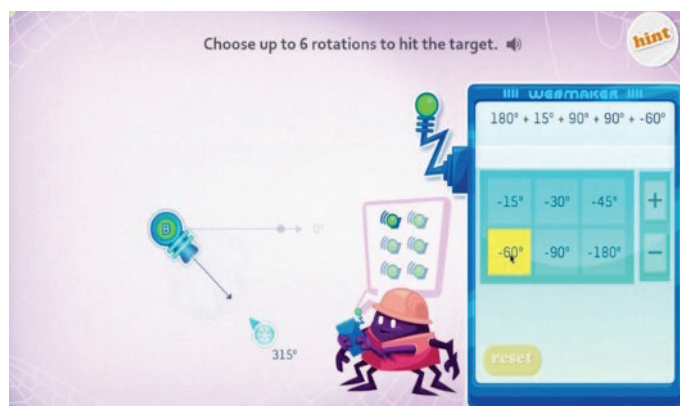 Choose up to 6 rotations to hit the target.
hint
WEBMAKER
180° + 15° + 90° + 90° + -60°
-15° -30° -45° +
-60° -90° -180° −
0°
315°
reset